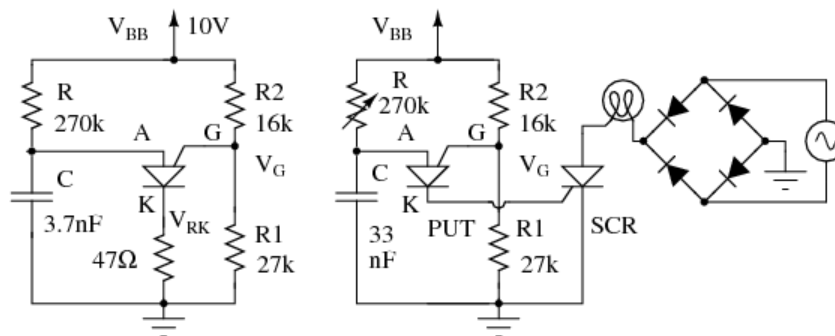 V_BB 10V
R
270k
R2
16k
A
G
V_G
C
3.7nF
K
V_RK
47Ω
R1
27k
V_BB
R
270k
R2
16k
A
G
V_G
C
K
33
nF
PUT
R1
27k
SCR